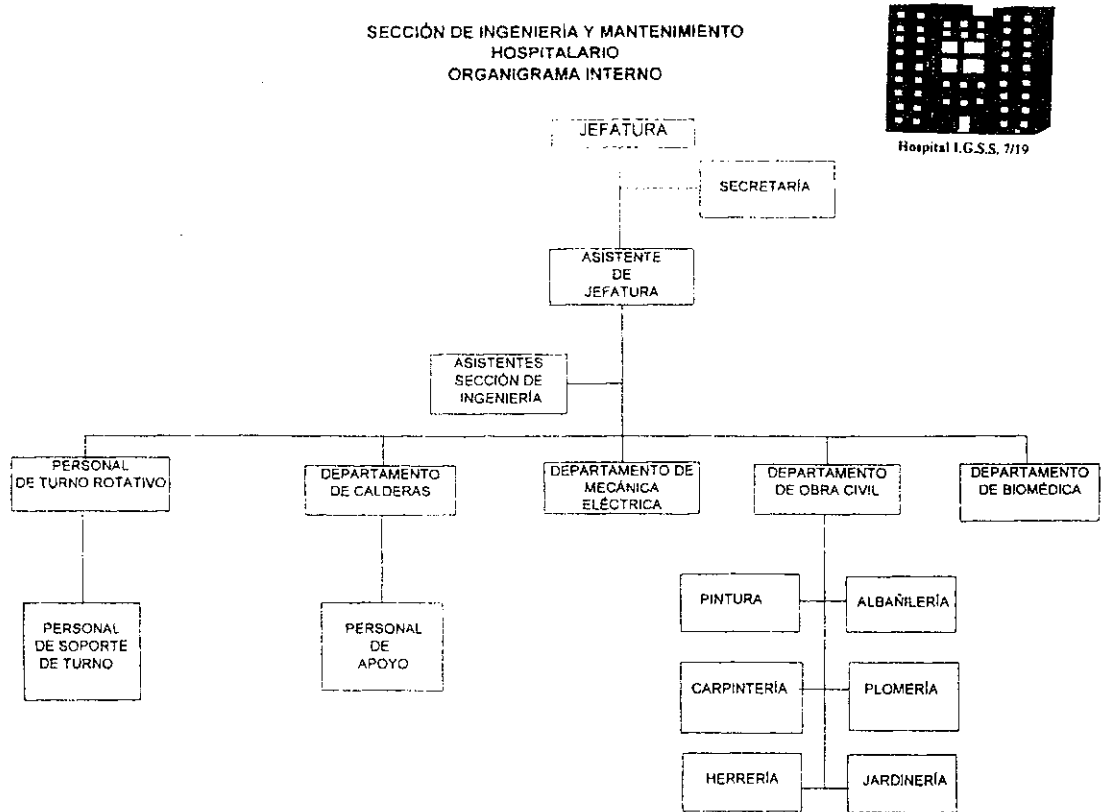 SECCIÓN DE INGENIERÍA Y MANTENIMIENTO
HOSPITALARIO
ORGANIGRAMA INTERNO
Hospital I.G.S.S. 7/19
JEFATURA
SECRETARÍA
ASISTENTE
DE
JEFATURA
ASISTENTES
SECCIÓN DE
INGENIERÍA
PERSONAL
DE TURNO ROTATIVO
DEPARTAMENTO
DE CALDERAS
DEPARTAMENTO DE
MECÁNICA
ELÉCTRICA
DEPARTAMENTO
DE OBRA CIVIL
DEPARTAMENTO
DE BIOMÉDICA
PERSONAL
DE SOPORTE
DE TURNO
PERSONAL
DE
APOYO
PINTURA
ALBAÑILERÍA
CARPINTERÍA
PLOMERÍA
HERRERÍA
JARDINERÍA